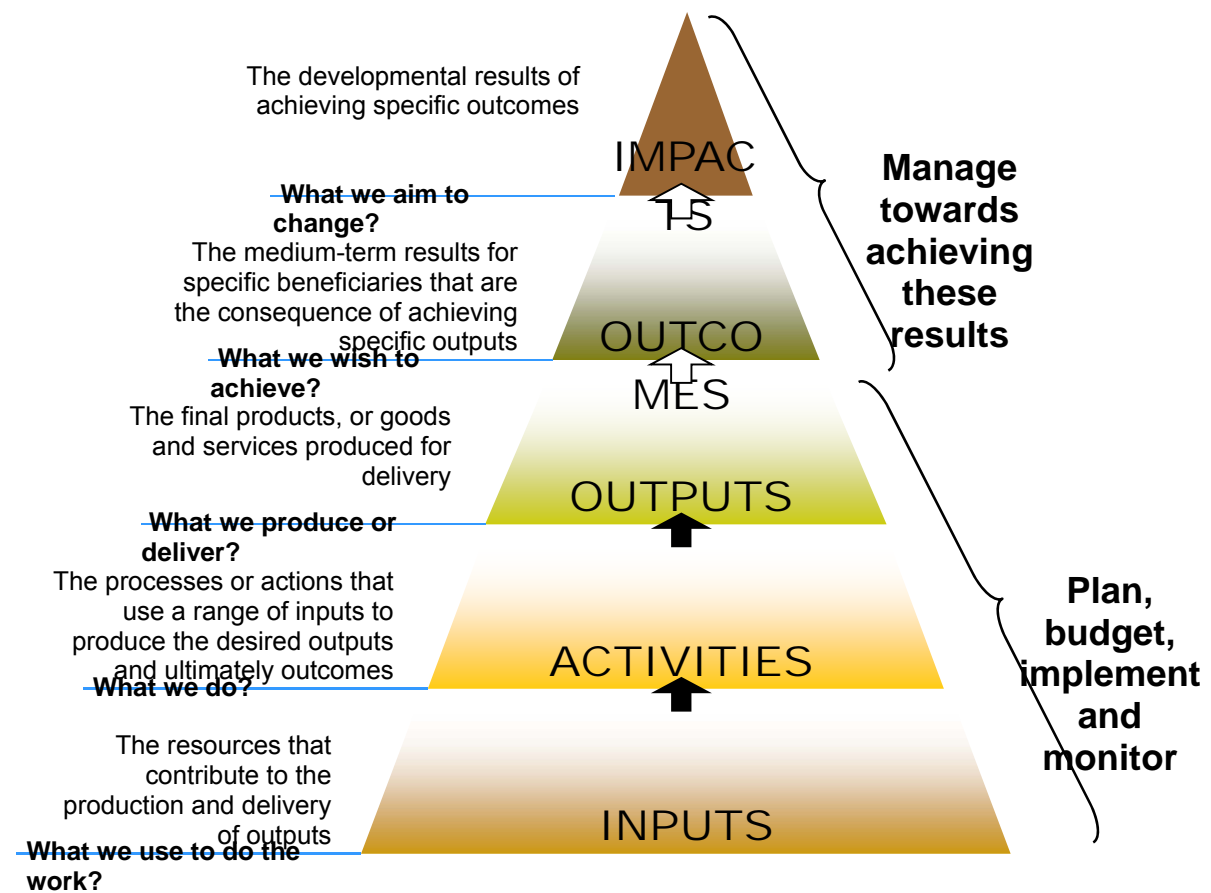 The developmental results of
achieving specific outcomes
IMPAC
TS
What we aim to
change?
The medium-term results for
specific beneficiaries that are
the consequence of achieving
specific outputs
OUTCO
MES
What we wish to
achieve?
The final products, or goods
and services produced for
delivery
OUTPUTS
What we produce or
deliver?
The processes or actions that
use a range of inputs to
produce the desired outputs
and ultimately outcomes
ACTIVITIES
What we do?
The resources that
contribute to the
production and delivery
of outputs
INPUTS
What we use to do the
work?
Manage
towards
achieving
these
results
Plan,
budget,
implement
and
monitor